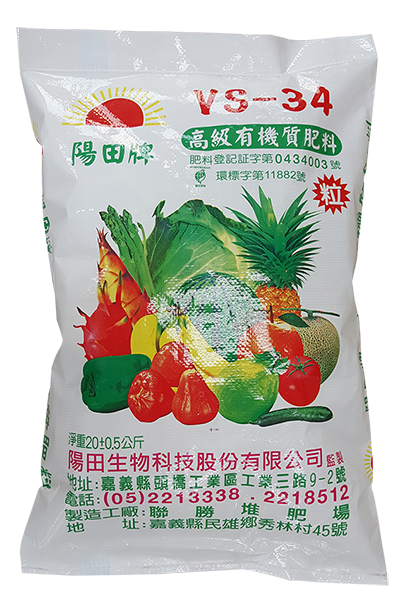 VS-34
陽田牌
高級有機質肥料
肥料登記証字第0434003號
環標字第11882號
粒
淨重20±0.5公斤
陽田生物科技股份有限公司監製
地址:嘉義縣頭橋工業區工業三路9-2號
電話:(05)2213338.2218512
製造工廠:聯勝堆肥場
地址:嘉義縣民雄鄉秀林村45號